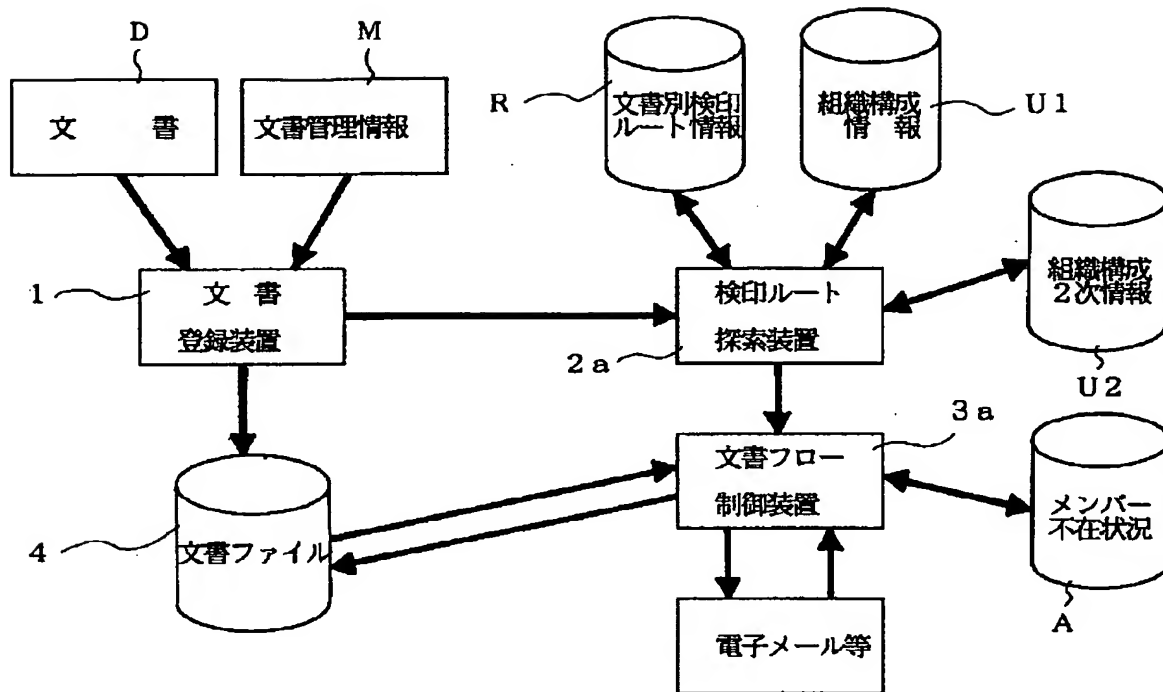 D
M
R
U1
文 書
文書管理情報
文書別検印
ルート情報
組織構成
情 報
1
文 書
登録装置
検印ルート
探索装置
2a
組織構成
2次情報
U2
3a
文書フロー
制御装置
4
文書ファイル
メンバー
不在状況
A
電子メール等